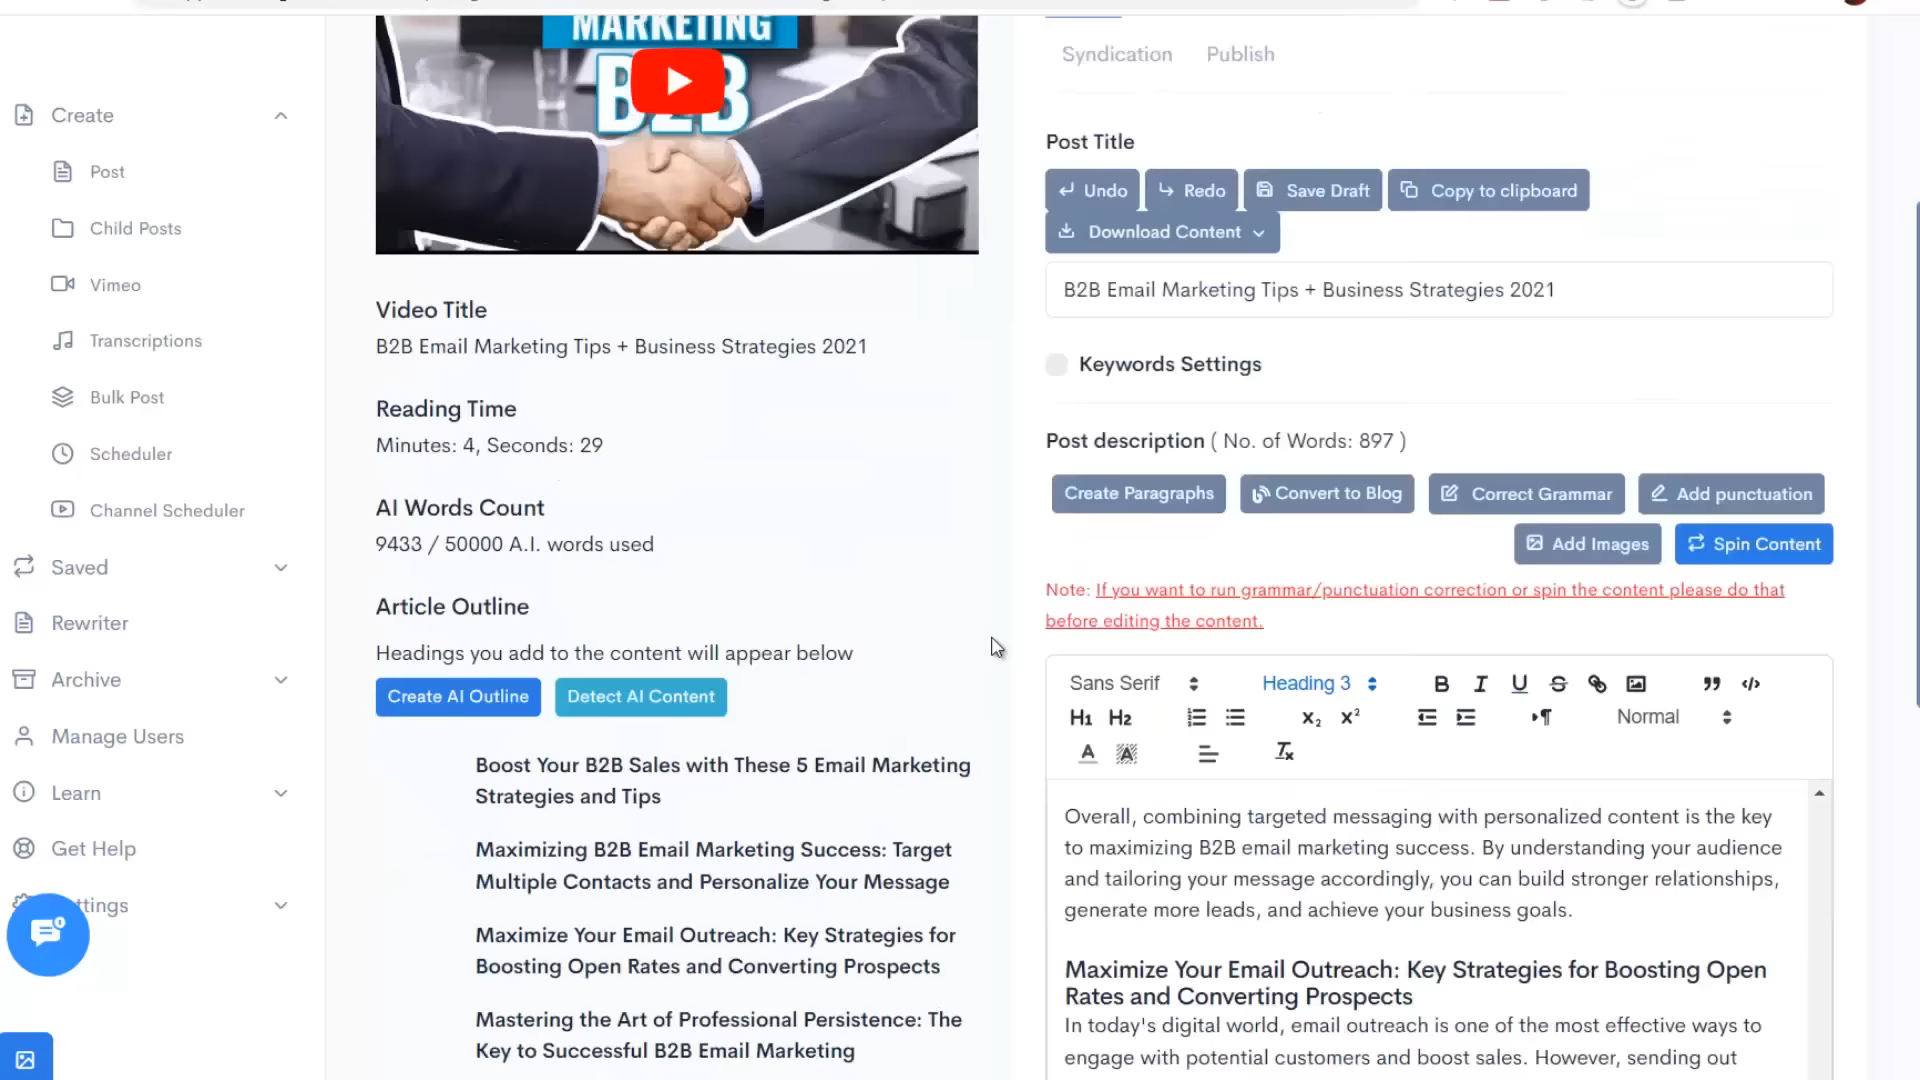 Create
Post
Child Posts
Vimeo
Transcriptions
Bulk Post
Scheduler
Channel Scheduler
Saved
Rewriter
Archive
Manage Users
Learn
Get Help
ttings
MARKETING
B2B
Video Title
B2B Email Marketing Tips + Business Strategies 2021
Reading Time
Minutes: 4, Seconds: 29
AI Words Count
9433 / 50000 A.I. words used
Article Outline
Headings you add to the content will appear below
Create AI Outline Detect AI Content
Boost Your B2B Sales with These 5 Email Marketing
Strategies and Tips
Maximizing B2B Email Marketing Success: Target
Multiple Contacts and Personalize Your Message
Maximize Your Email Outreach: Key Strategies for
Boosting Open Rates and Converting Prospects
Mastering the Art of Professional Persistence: The
Key to Successful B2B Email Marketing
Syndication Publish
Post Title
Undo Redo Save Draft Copy to clipboard
Download Content
B2B Email Marketing Tips + Business Strategies 2021
Keywords Settings
Post description ( No. of Words: 897 )
Create Paragraphs Convert to Blog Correct Grammar Add punctuation
Add Images Spin Content
Note: If you want to run grammar/punctuation correction or spin the content please do that
before editing the content.
Sans Serif Heading 3 B I U S
H1 H2 X2 X² Normal
A A Tx
Overall, combining targeted messaging with personalized content is the key
to maximizing B2B email marketing success. By understanding your audience
and tailoring your message accordingly, you can build stronger relationships,
generate more leads, and achieve your business goals.
Maximize Your Email Outreach: Key Strategies for Boosting Open
Rates and Converting Prospects
In today's digital world, email outreach is one of the most effective ways to
engage with potential customers and boost sales. However, sending out